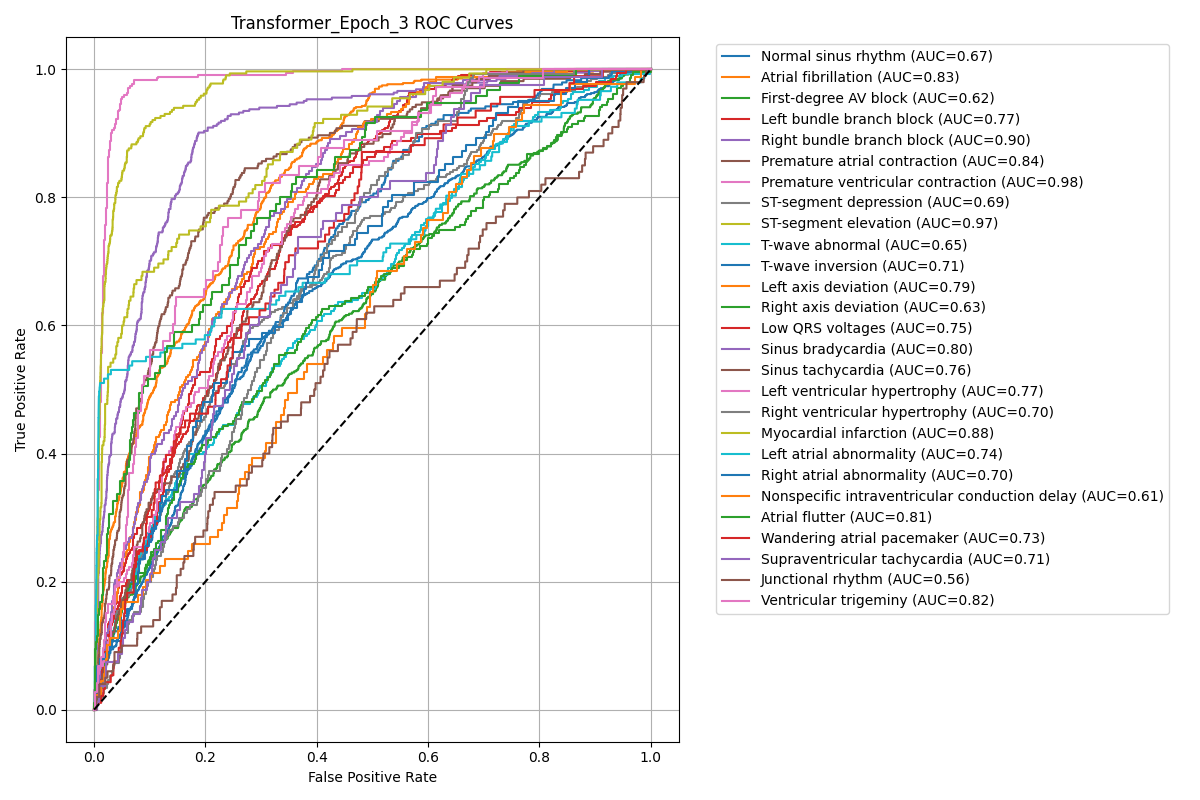 Transformer_Epoch_3 ROC Curves
True Positive Rate
1.0
0.8
0.6
0.4
0.2
0.0
0.0 0.2 0.4 0.6 0.8 1.0
False Positive Rate
Normal sinus rhythm (AUC=0.67)
Atrial fibrillation (AUC=0.83)
First-degree AV block (AUC=0.62)
Left bundle branch block (AUC=0.77)
Right bundle branch block (AUC=0.90)
Premature atrial contraction (AUC=0.84)
Premature ventricular contraction (AUC=0.98)
ST-segment depression (AUC=0.69)
ST-segment elevation (AUC=0.97)
T-wave abnormal (AUC=0.65)
T-wave inversion (AUC=0.71)
Left axis deviation (AUC=0.79)
Right axis deviation (AUC=0.63)
Low QRS voltages (AUC=0.75)
Sinus bradycardia (AUC=0.80)
Sinus tachycardia (AUC=0.76)
Left ventricular hypertrophy (AUC=0.77)
Right ventricular hypertrophy (AUC=0.70)
Myocardial infarction (AUC=0.88)
Left atrial abnormality (AUC=0.74)
Right atrial abnormality (AUC=0.70)
Nonspecific intraventricular conduction delay (AUC=0.61)
Atrial flutter (AUC=0.81)
Wandering atrial pacemaker (AUC=0.73)
Supraventricular tachycardia (AUC=0.71)
Junctional rhythm (AUC=0.56)
Ventricular trigeminy (AUC=0.82)